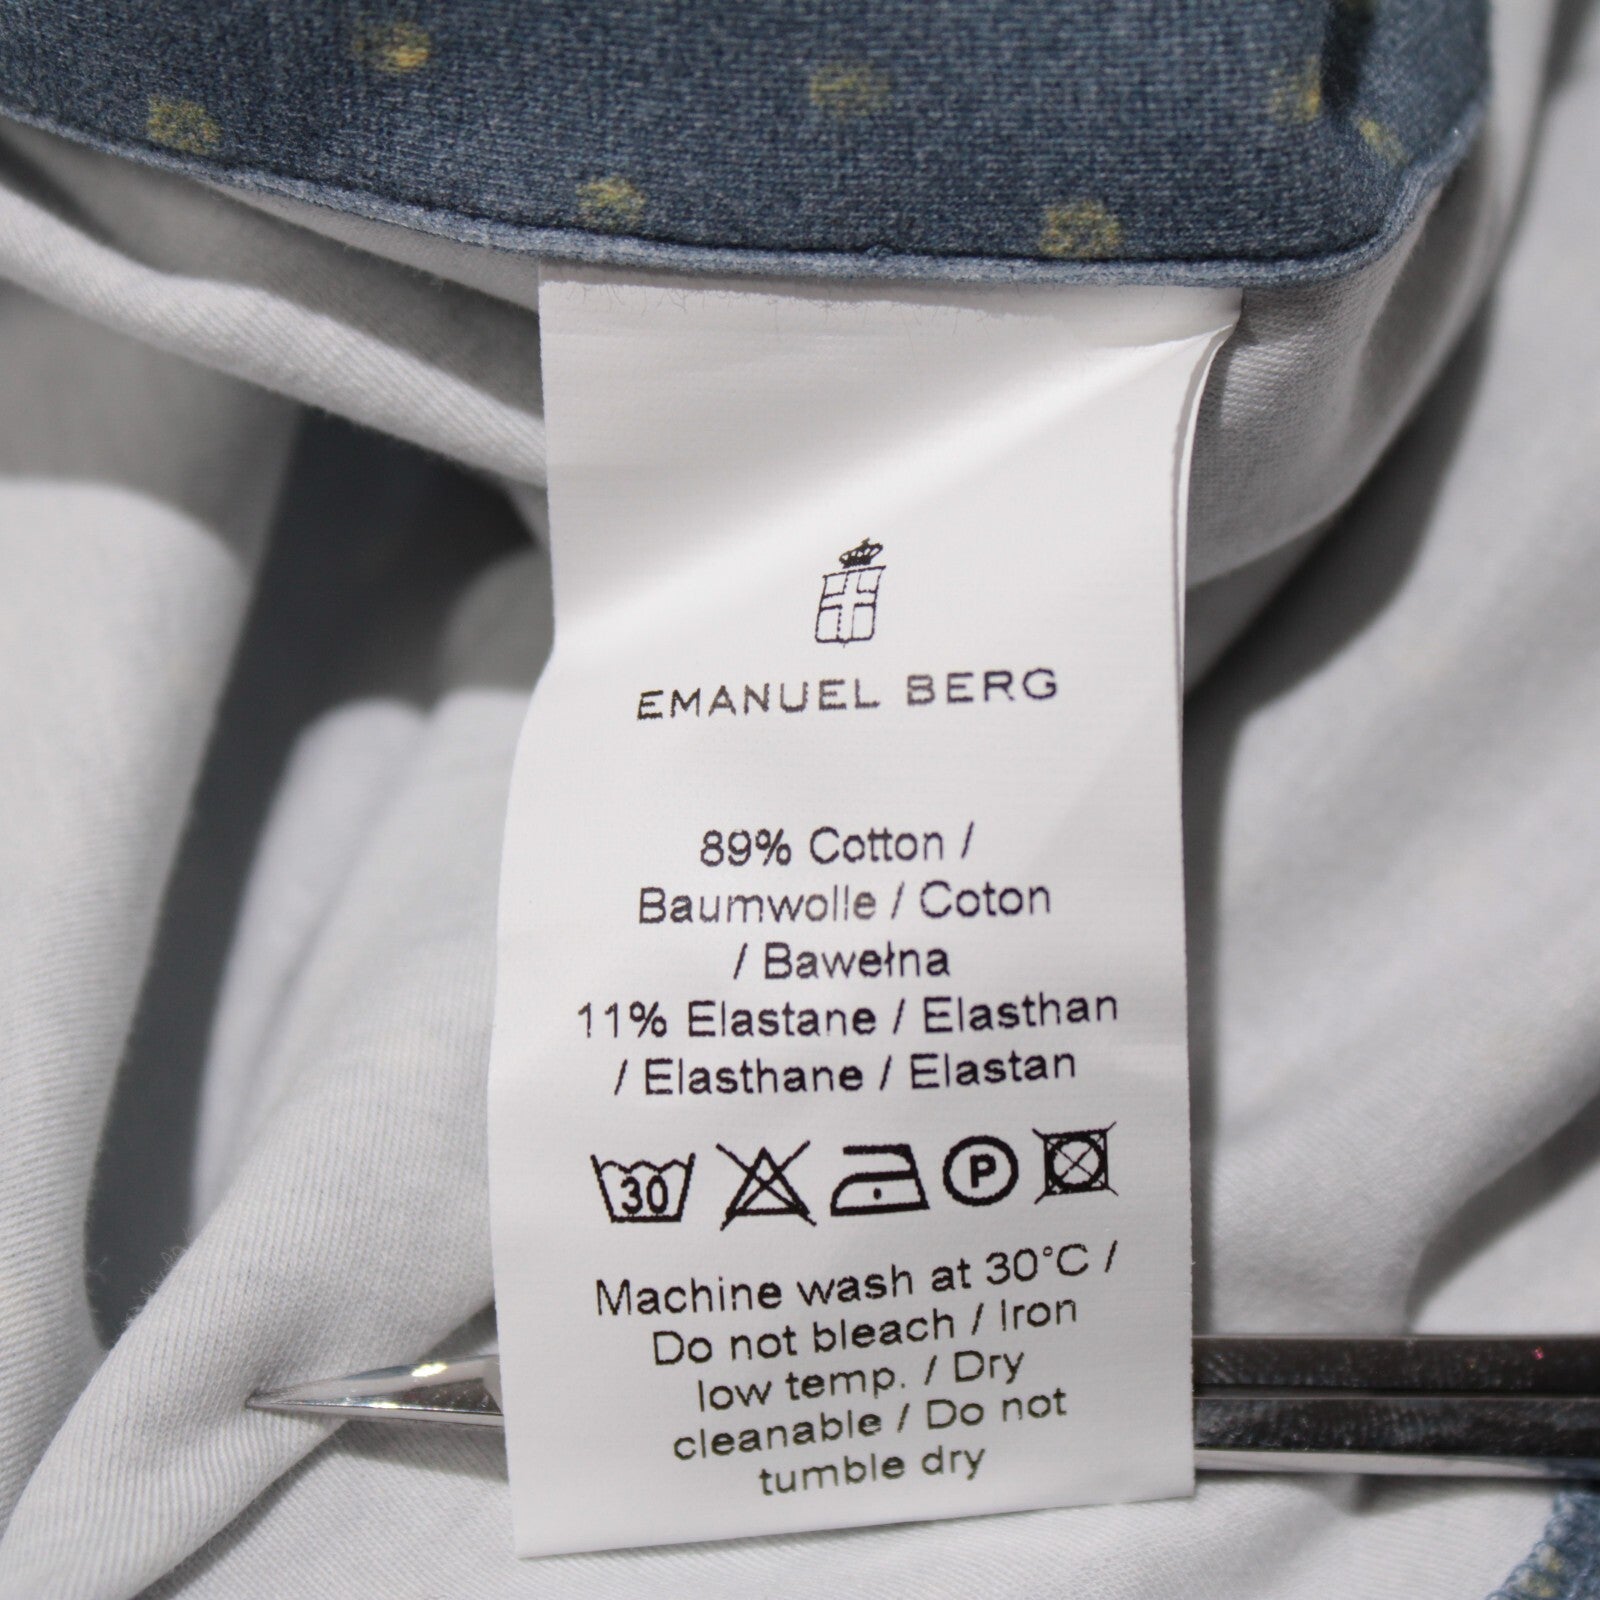 EMANUEL BERG
89% Cotton /
Baumwolle / Coton
/ Bawełna
11% Elastane / Elasthan
/ Elasthane / Elastan
30 P
Machine wash at 30°C /
Do not bleach / Iron
low temp. / Dry
cleanable / Do not
tumble dry